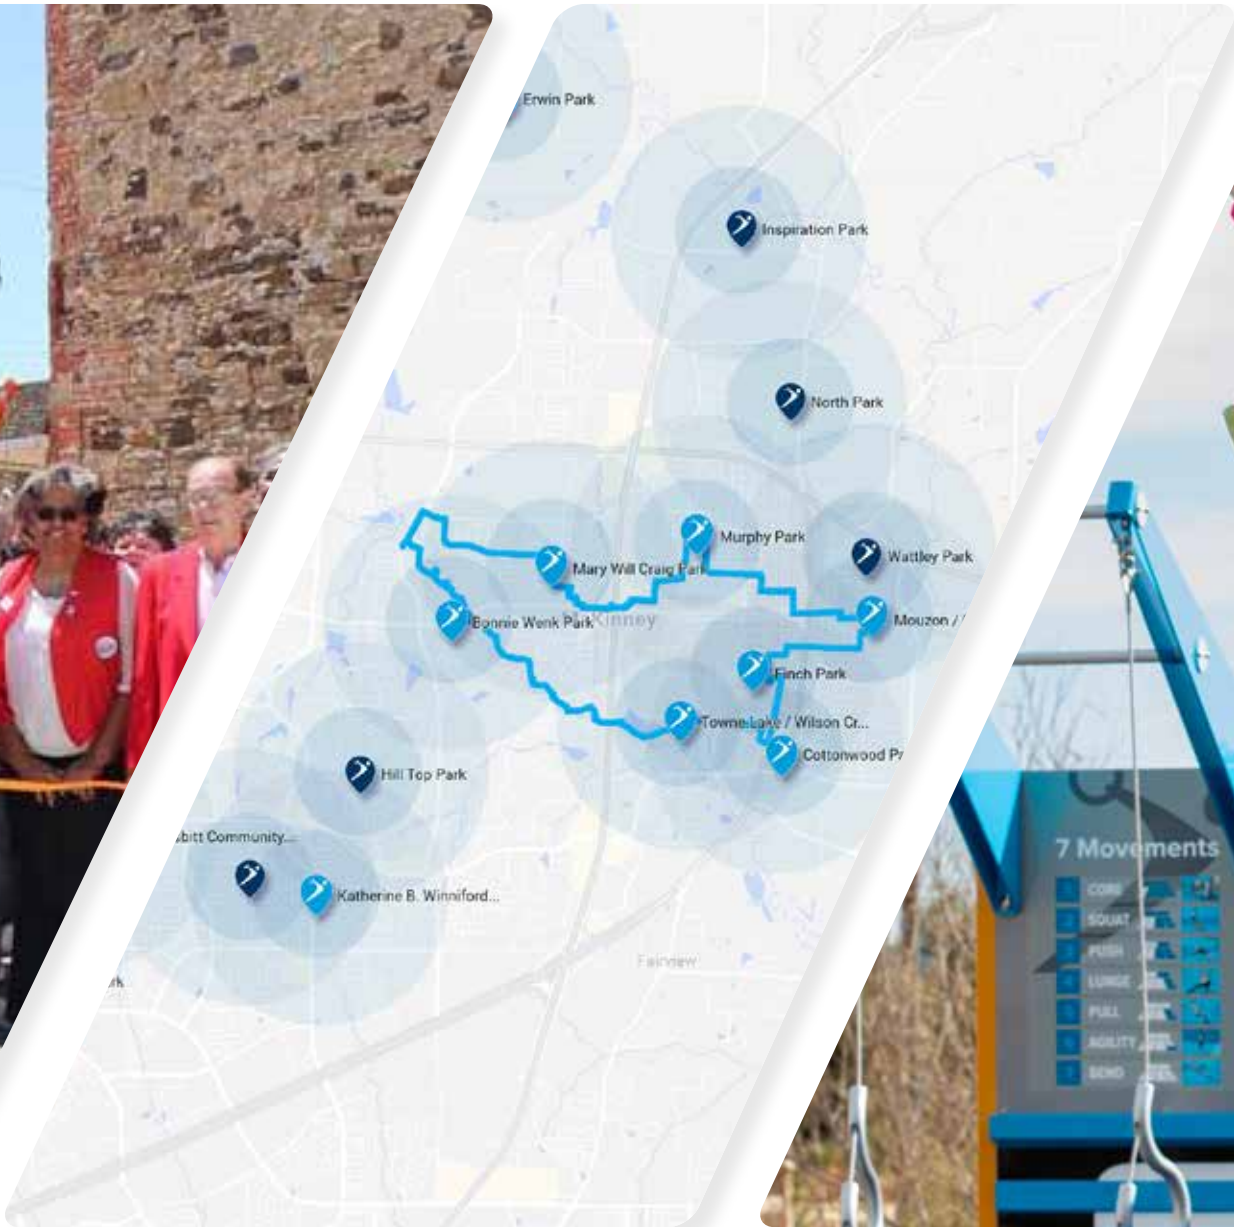 Erwin Park
Inspiration Park
North Park
Murphy Park
Wattley Park
Mary Will Craig Park
Mouzon /
Bonnie Wenk Park
Kinney
Finch Park
Towne Lake / Wilson Cr...
Cottonwood
Hill Top Park
Community...
Katherine B. Winniford...
Fairview
7 Movements
CORE
SQUAT
PUSH
LUNGE
PULL
AGILITY
BEND